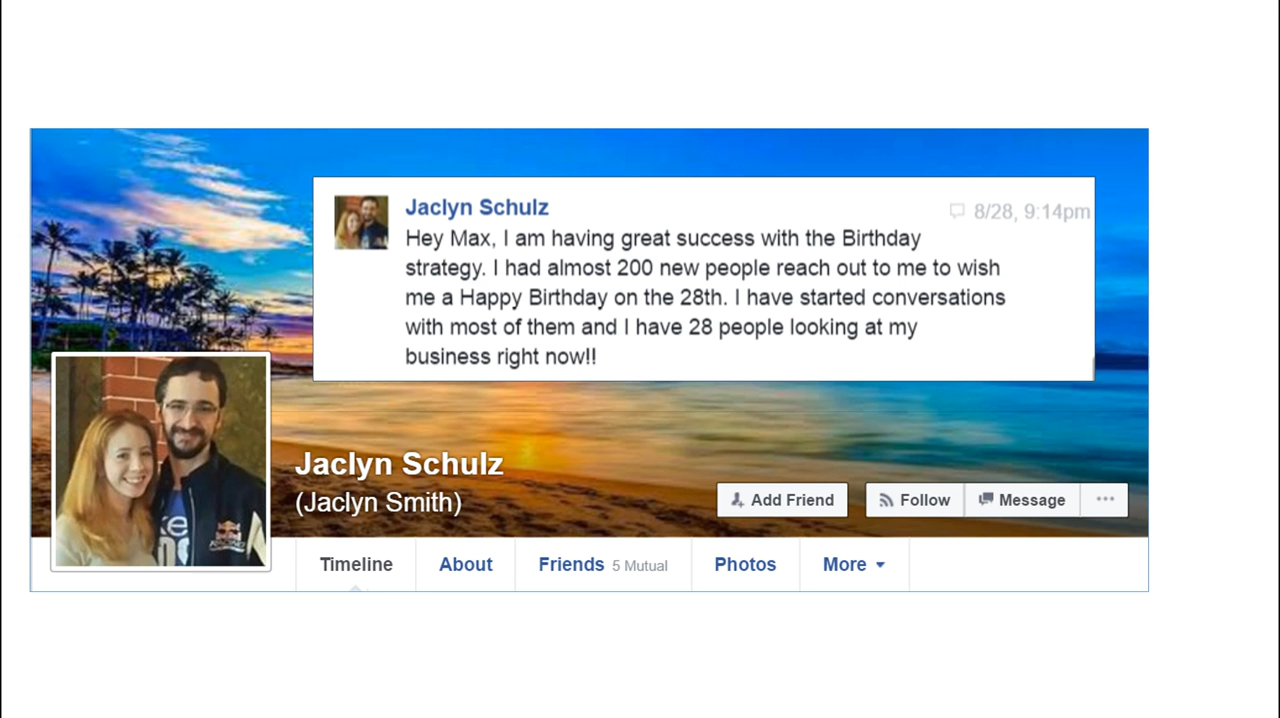 Jaclyn Schulz
8/28, 9:14pm
Hey Max, I am having great success with the Birthday
strategy. I had almost 200 new people reach out to me to wish
me a Happy Birthday on the 28th. I have started conversations
with most of them and I have 28 people looking at my
business right now!!
Jaclyn Schulz
(Jaclyn Smith)
Add Friend
Follow
Message
Timeline
About
Friends 5 Mutual
Photos
More